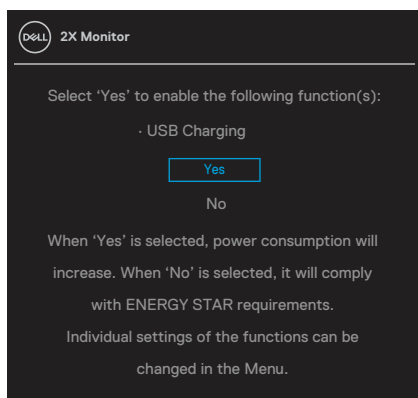 DELL
2X Monitor
Select ‘Yes’ to enable the following function(s):
· USB Charging
Yes
No
When ‘Yes’ is selected, power consumption will
increase. When ‘No’ is selected, it will comply
with ENERGY STAR requirements.
Individual settings of the functions can be
changed in the Menu.